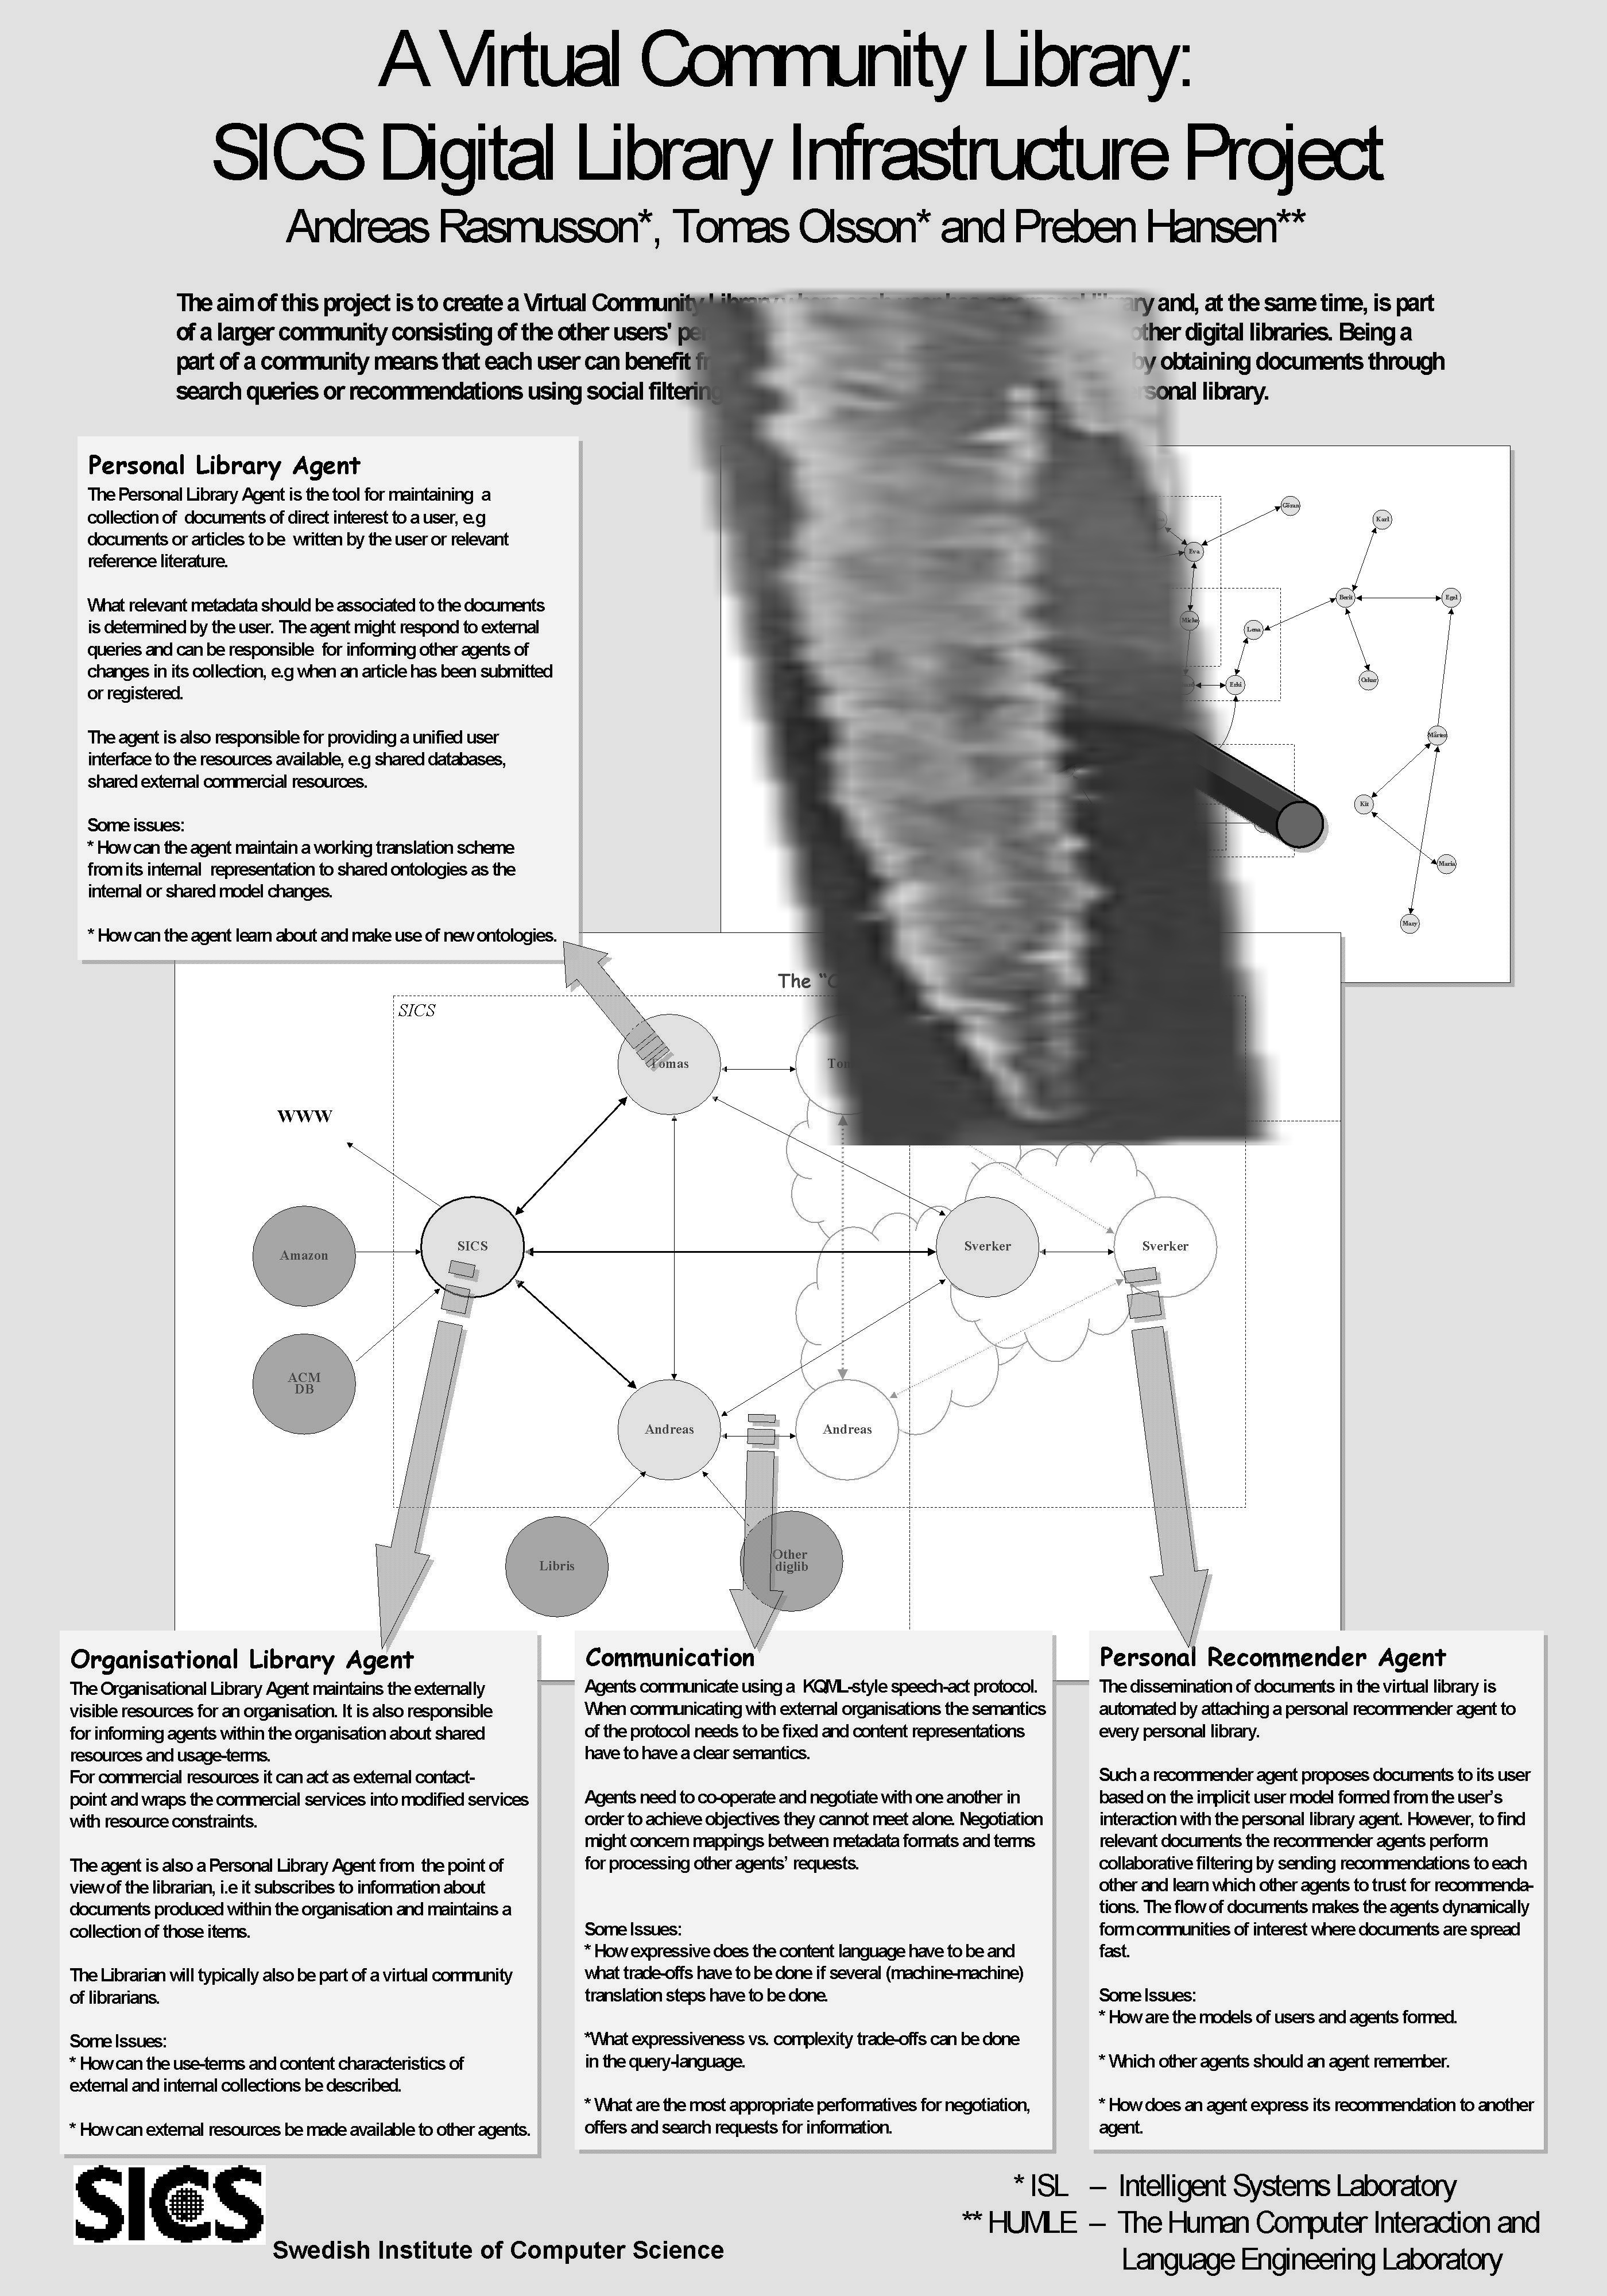 A Virtual Community Library:
SICS Digital Library Infrastructure Project
Andreas Rasmusson*, Tomas Olsson* and Preben Hansen**
The aim of this project is to create a Virtual Community and, at the same time, is part
of a larger community consisting of the other users' other digital libraries. Being a
part of a community means that each user can benefit by obtaining documents through
search queries or recommendations using social filtering personal library.
Personal Library Agent
The Personal Library Agent is the tool for maintaining a
collection of documents of direct interest to a user, e.g
documents or articles to be written by the user or relevant
reference literature.
What relevant metadata should be associated to the documents
is determined by the user. The agent might respond to external
queries and can be responsible for informing other agents of
changes in its collection, e.g when an article has been submitted
or registered.
The agent is also responsible for providing a unified user
interface to the resources available, e.g shared databases,
shared external commercial resources.
Some issues:
* How can the agent maintain a working translation scheme
from its internal representation to shared ontologies as the
internal or shared model changes.
* How can the agent learn about and make use of new ontologies.
Karl
Eva
Berit
Egil
Lena
Eski
Oskar
Kit
Maria
Mary
The
SICS
Tomas
WWW
Amazon
SICS
Sverker
Sverker
ACM
DB
Andreas
Andreas
Libris
Other
diglib
Organisational Library Agent
The Organisational Library Agent maintains the externally
visible resources for an organisation. It is also responsible
for informing agents within the organisation about shared
resources and usage-terms.
For commercial resources it can act as external contact-
point and wraps the commercial services into modified services
with resource constraints.
The agent is also a Personal Library Agent from the point of
view of the librarian, i.e it subscribes to information about
documents produced within the organisation and maintains a
collection of those items.
The Librarian will typically also be part of a virtual community
of librarians.
Some Issues:
* How can the use-terms and content characteristics of
external and internal collections be described.
* How can external resources be made available to other agents.
Communication
Agents communicate using a KQML-style speech-act protocol.
When communicating with external organisations the semantics
of the protocol needs to be fixed and content representations
have to have a clear semantics.
Agents need to co-operate and negotiate with one another in
order to achieve objectives they cannot meet alone. Negotiation
might concern mappings between metadata formats and terms
for processing other agents' requests.
Some Issues:
* How expressive does the content language have to be and
what trade-offs have to be done if several (machine-machine)
translation steps have to be done.
*What expressiveness vs. complexity trade-offs can be done
in the query-language.
* What are the most appropriate performatives for negotiation,
offers and search requests for information.
Personal Recommender Agent
The dissemination of documents in the virtual library is
automated by attaching a personal recommender agent to
every personal library.
Such a recommender agent proposes documents to its user
based on the implicit user model formed from the user's
interaction with the personal library agent. However, to find
relevant documents the recommender agents perform
collaborative filtering by sending recommendations to each
other and learn which other agents to trust for recommenda-
tions. The flow of documents makes the agents dynamically
form communities of interest where documents are spread
fast.
Some Issues:
* How are the models of users and agents formed.
* Which other agents should an agent remember.
* How does an agent express its recommendation to another
agent.
SICS
Swedish Institute of Computer Science
* ISL – Intelligent Systems Laboratory
** HUMLE – The Human Computer Interaction and
Language Engineering Laboratory